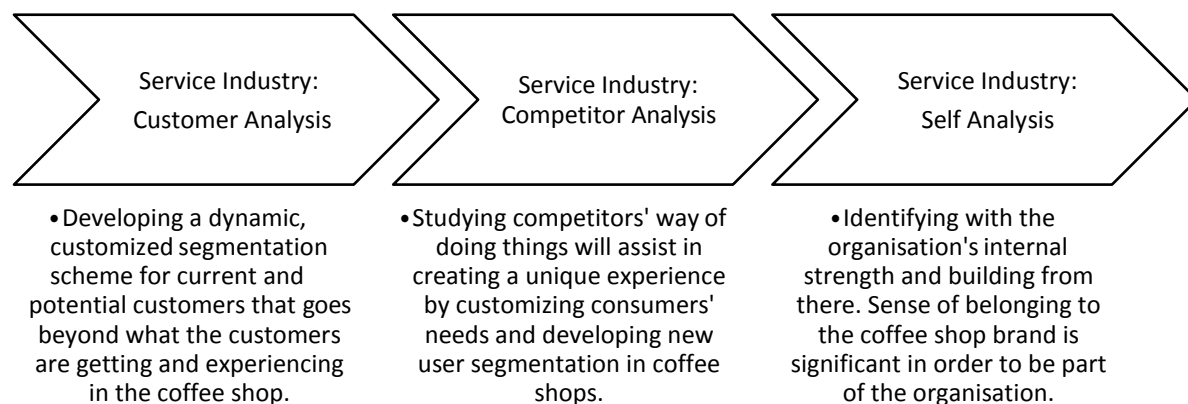 Service Industry:
Customer Analysis
•Developing a dynamic,
customized segmentation
scheme for current and
potential customers that goes
beyond what the customers
are getting and experiencing
in the coffee shop.
Service Industry:
Competitor Analysis
•Studying competitors' way of
doing things will assist in
creating a unique experience
by customizing consumers'
needs and developing new
user segmentation in coffee
shops.
Service Industry:
Self Analysis
•Identifying with the
organisation's internal
strength and building from
there. Sense of belonging to
the coffee shop brand is
significant in order to be part
of the organisation.